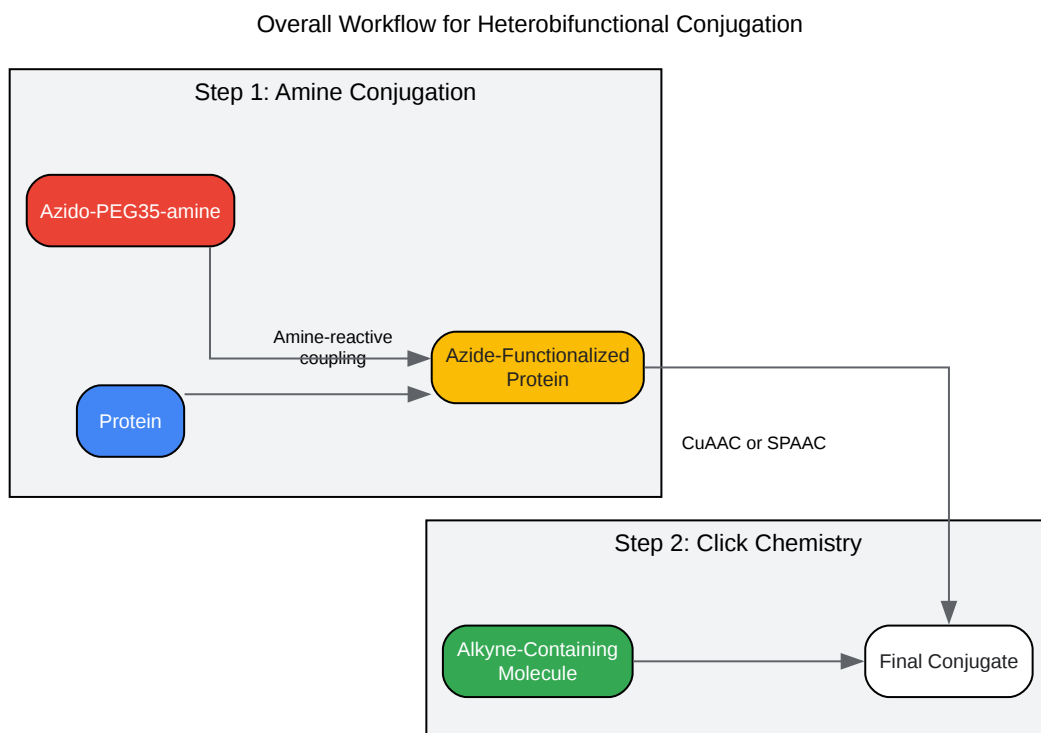 Overall Workflow for Heterobifunctional Conjugation
Step 1: Amine Conjugation
Azido-PEG35-amine
Amine-reactive
coupling
Azide-Functionalized
Protein
Protein
CuAAC or SPAAC
Step 2: Click Chemistry
Alkyne-Containing
Molecule
Final Conjugate